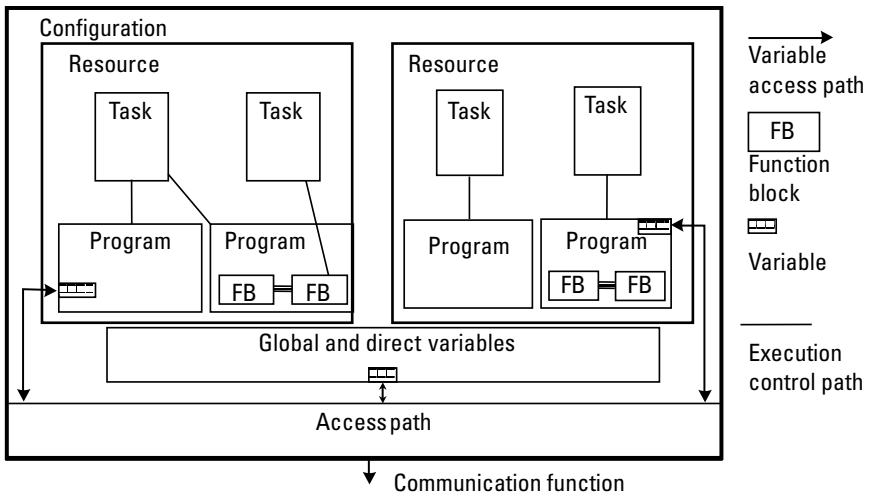 Configuration
Resource
Task
Task
Program
Program
FB
FB
Resource
Task
Task
Program
Program
FB
FB
Global and direct variables
Access path
Communication function
Variable
access path
FB
Function
block
Variable
Execution
control path